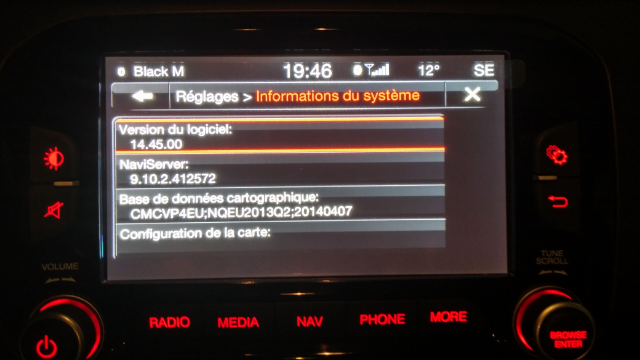 Black M 19:46 12° SE
Réglages > Informations du système
Version du logiciel:
14.45.00
NaviServer:
9.10.2.412572
Base de données cartographique:
CMCVP4EU;NQEU2013Q2;20140407
Configuration de la carte:
VOLUME
TUNE
SCROLL
RADIO MEDIA NAV PHONE MORE
BROWSE
ENTER